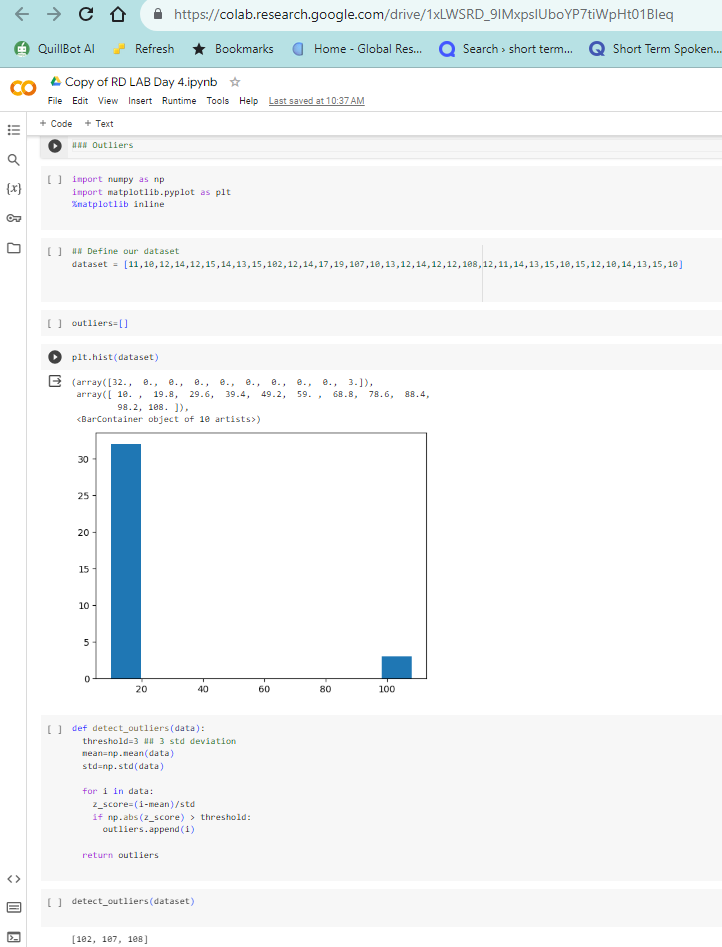 https://colab.research.google.com/drive/1xLWSRD_9IMxpsIUboYP7tiWpHt01Bleq
QuillBot AI Refresh Bookmarks Home - Global Res... Search › short term... Short Term Spoken...
CO Copy of RD LAB Day 4.ipynb
File Edit View Insert Runtime Tools Help Last saved at 10:37 AM
+ Code + Text
### Outliers
[ ] import numpy as np
import matplotlib.pyplot as plt
%matplotlib inline
{x}
[ ] ## Define our dataset
dataset = [11,10,12,14,12,15,14,13,15,102,12,14,17,19,107,10,13,12,14,12,12,108,12,11,14,13,15,10,15,12,10,14,13,15,10]
[ ] outliers=[]
plt.hist(dataset)
(array([32., 0., 0., 0., 0., 0., 0., 0., 0., 3.]),
array([ 10. , 19.8, 29.6, 39.4, 49.2, 59. , 68.8, 78.6, 88.4,
98.2, 108. ]),
<BarContainer object of 10 artists>)
30
25
20
15
10
5
0
20 40 60 80 100
[ ] def detect_outliers(data):
threshold=3 ## 3 std deviation
mean=np.mean(data)
std=np.std(data)
for i in data:
z_score=(i-mean)/std
if np.abs(z_score) > threshold:
outliers.append(i)
return outliers
[ ] detect_outliers(dataset)
[102, 107, 108]